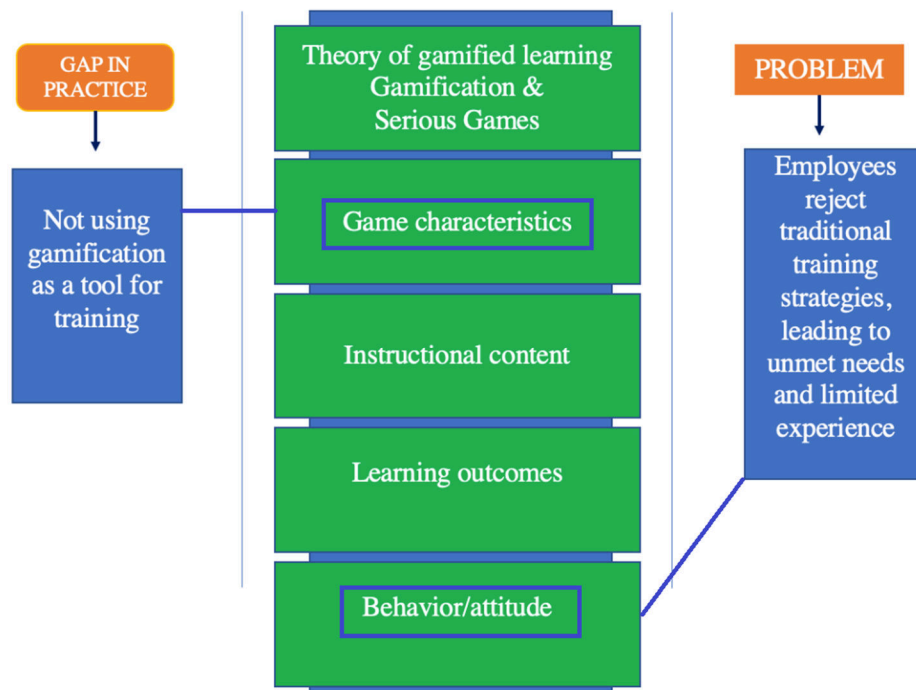 GAP IN
PRACTICE
Not using
gamification
as a tool for
training
Theory of gamified learning
Gamification &
Serious Games
Game characteristics
Instructional content
Learning outcomes
Behavior/attitude
PROBLEM
Employees
reject
traditional
training
strategies,
leading to
unmet needs
and limited
experience